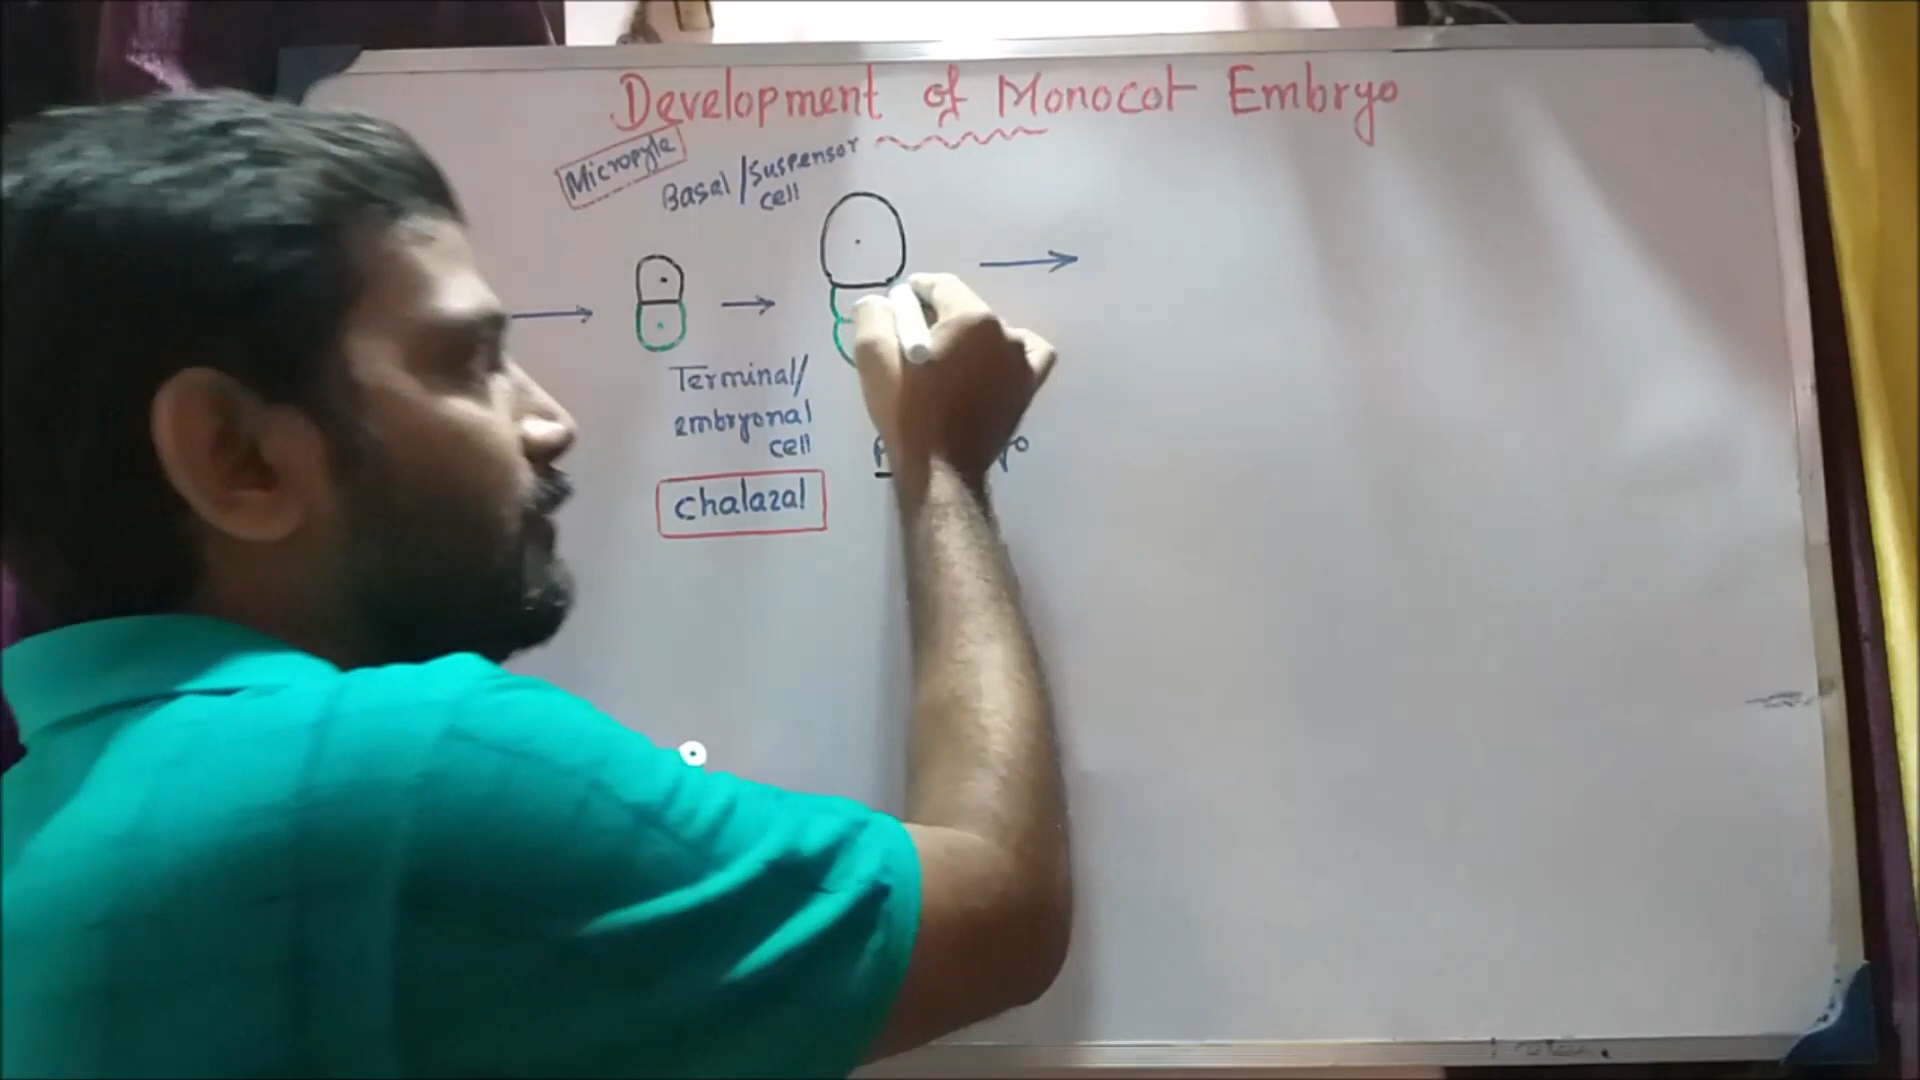 Development of Monocot Embryo
Micropyle
Basal/Suspensor
cell
Terminal/
embryonal
cell
Chalazal